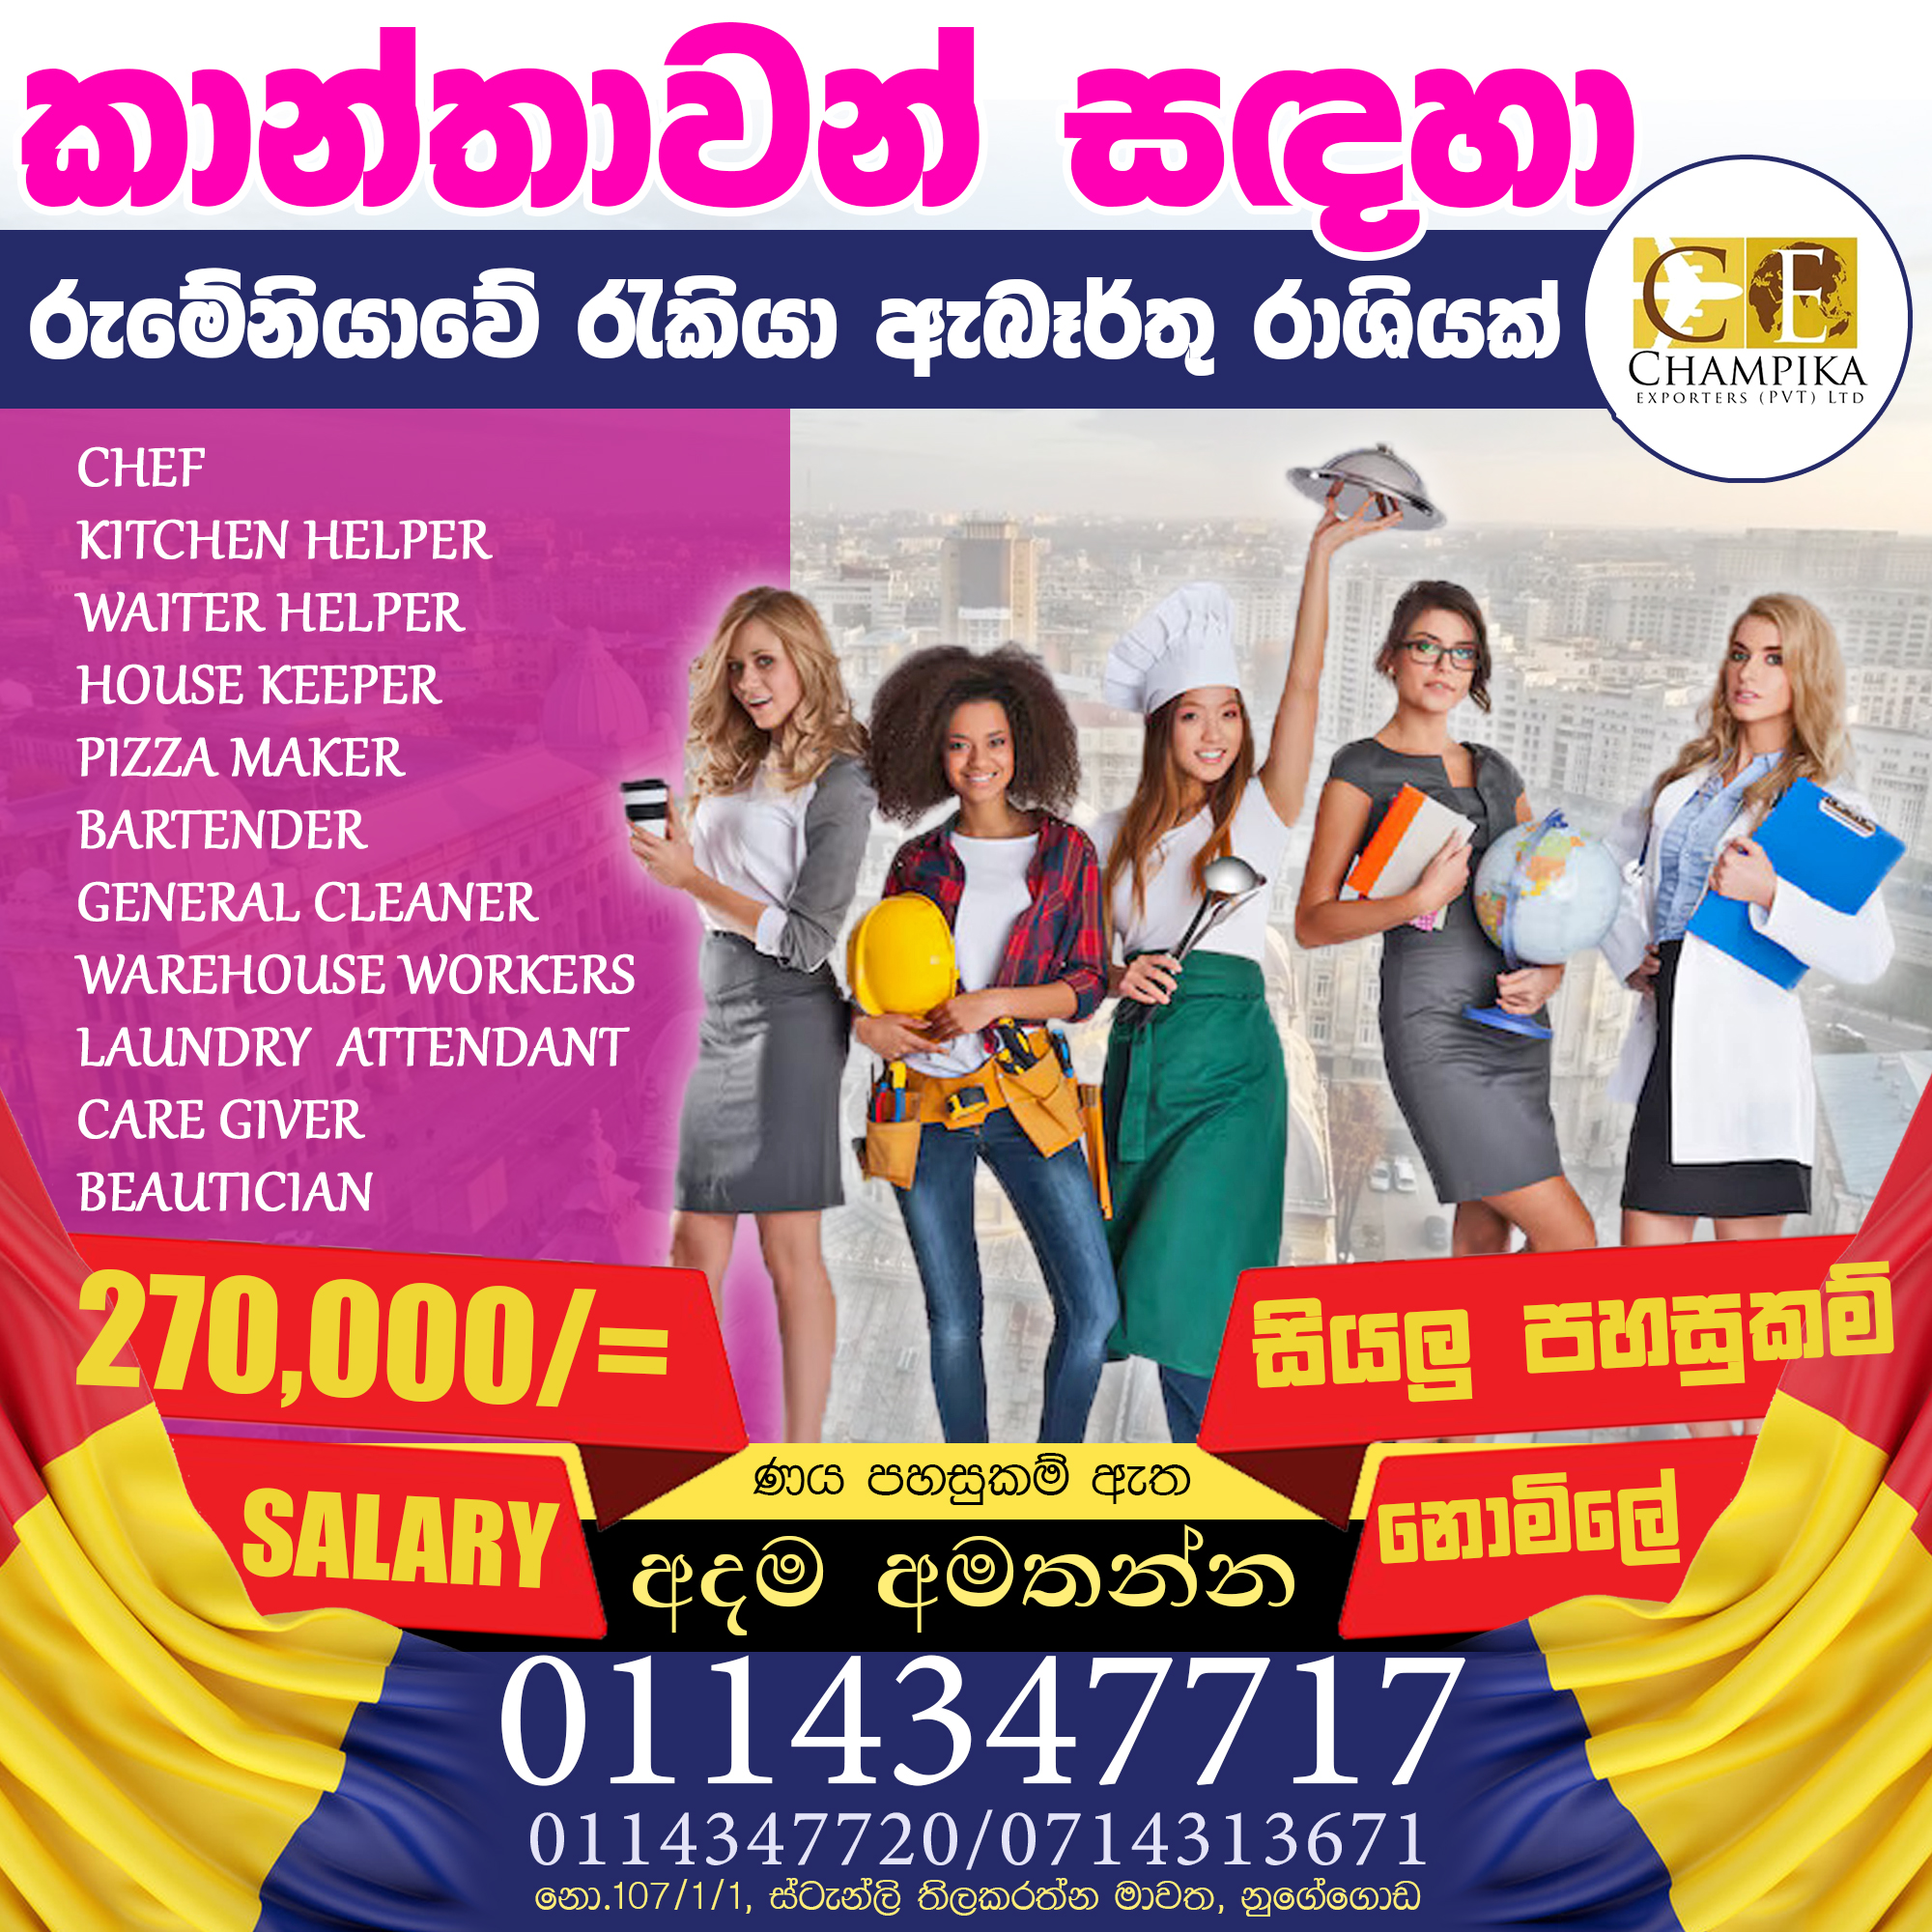 කාන්තාවන් සඳහා
රුමේනියාවේ රැකියා ඇබෑර්තු රාශියක්
CE
CHAMPIKA
EXPORTERS (PVT) LTD
CHEF
KITCHEN HELPER
WAITER HELPER
HOUSE KEEPER
PIZZA MAKER
BARTENDER
GENERAL CLEANER
WAREHOUSE WORKERS
LAUNDRY ATTENDANT
CARE GIVER
BEAUTICIAN
270,000/=
SALARY
සියලු පහසුකම්
නොමිලේ
ණය පහසුකම් ඇත
අදම අමතන්න
0114347717
0114347720/0714313671
නො.107/1/1, ස්ටැන්ලි තිලකරත්න මාවත, නුගේගොඩ